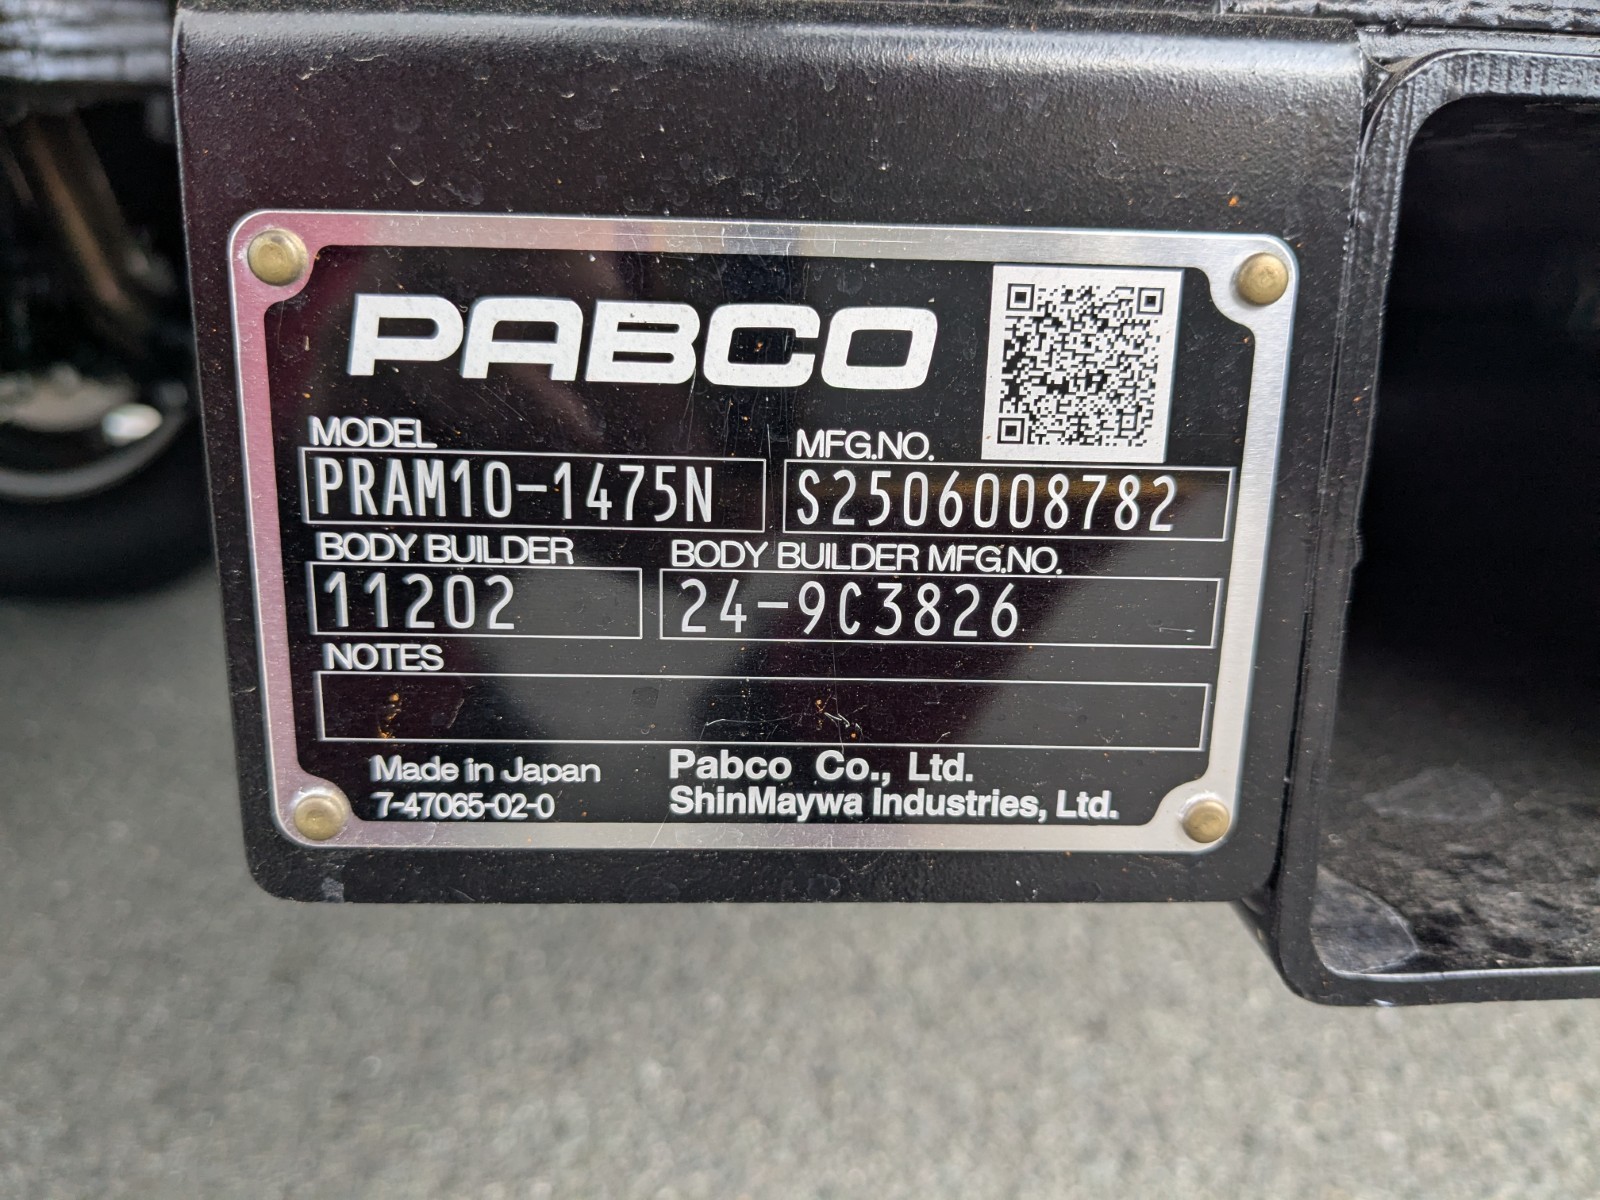 PABCO
MODEL MFG.NO.
PRAM10-1475N S2506008782
BODY BUILDER BODY BUILDER MFG.NO.
11202 24-9C3826
NOTES
Made in Japan Pabco Co., Ltd.
7-47065-02-0 ShinMaywa Industries, Ltd.